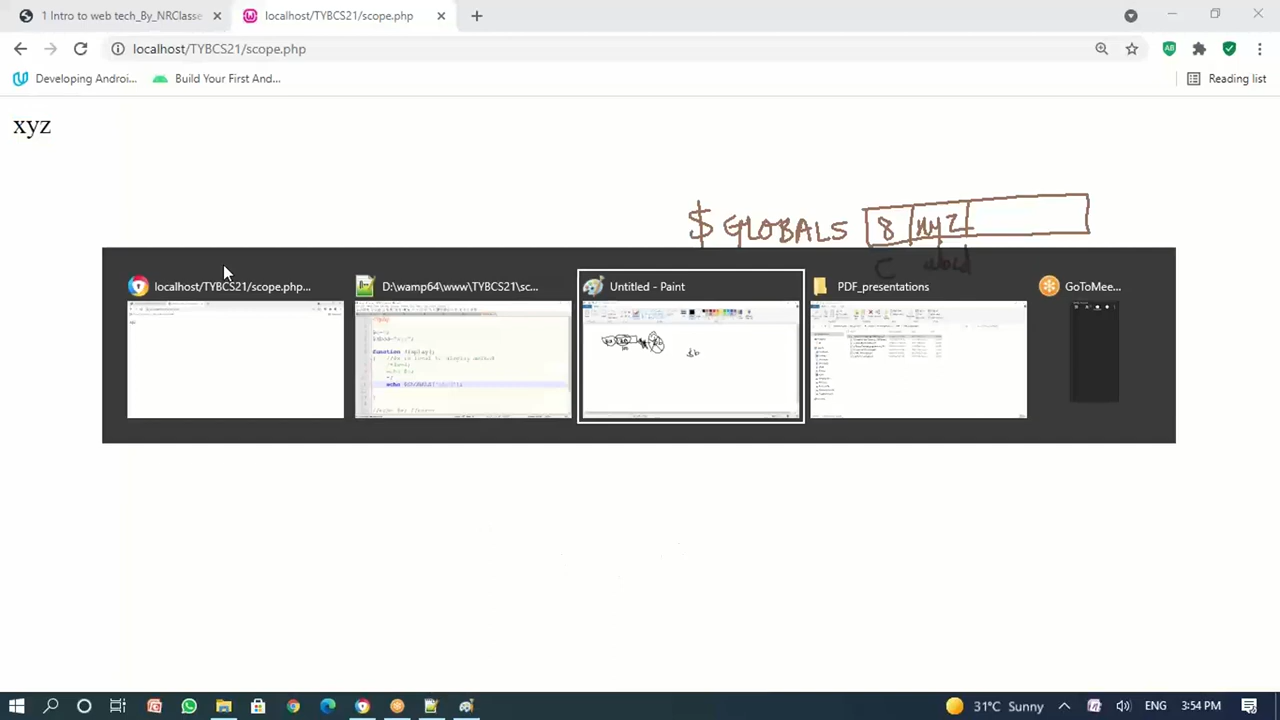 1 Intro to web tech_By_NRClasse
localhost/TYBCS21/scope.php
localhost/TYBCS21/scope.php
Developing Androi...
Build Your First And...
Reading list
xyz
$ GLOBALS 8 xyz
c
localhost/TYBCS21/scope.php...
D:\wamp64\www\TYBCS21\sc...
Untitled - Paint
PDF_presentations
GoToMee...
31°C Sunny
ENG
3:54 PM